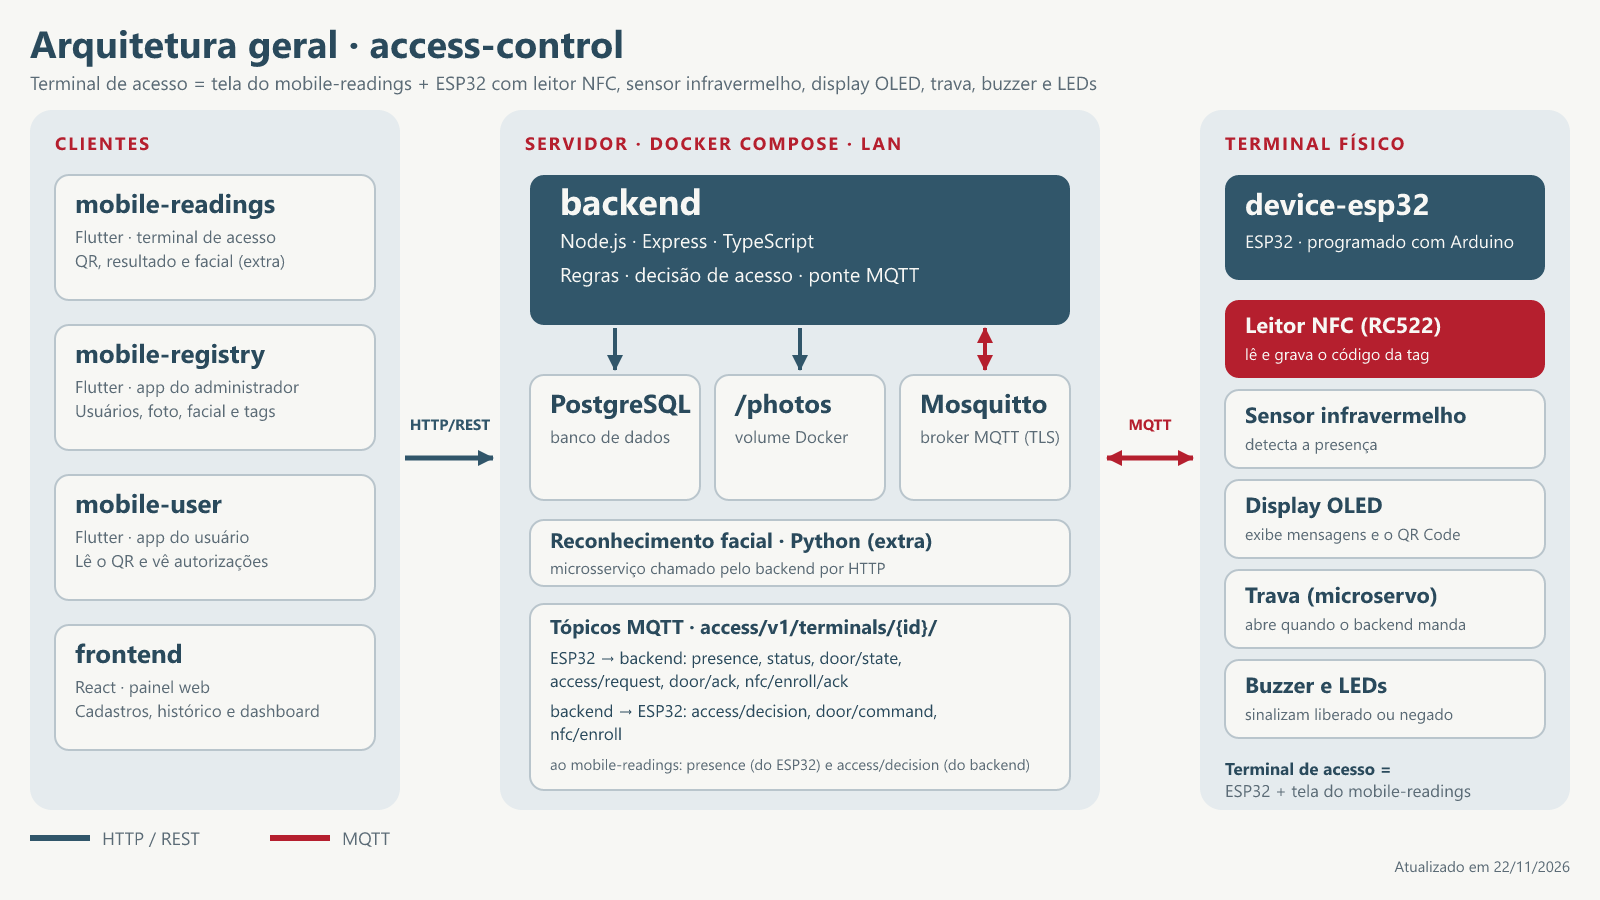 Arquitetura geral · access-control
Terminal de acesso = tela do mobile-readings + ESP32 com leitor NFC, sensor infravermelho, display OLED, trava, buzzer e LEDs
CLIENTES
mobile-readings
Flutter · terminal de acesso
QR, resultado e facial (extra)
mobile-registry
Flutter · app do administrador
Usuários, foto, facial e tags
mobile-user
Flutter · app do usuário
Lê o QR e vê autorizações
frontend
React · painel web
Cadastros, histórico e dashboard
HTTP/REST
SERVIDOR · DOCKER COMPOSE · LAN
backend
Node.js · Express · TypeScript
Regras · decisão de acesso · ponte MQTT
PostgreSQL
banco de dados
/photos
volume Docker
Mosquitto
broker MQTT (TLS)
Reconhecimento facial · Python (extra)
microsserviço chamado pelo backend por HTTP
Tópicos MQTT · access/v1/terminals/{id}/
ESP32 → backend: presence, status, door/state,
access/request, door/ack, nfc/enroll/ack
backend → ESP32: access/decision, door/command,
nfc/enroll
ao mobile-readings: presence (do ESP32) e access/decision (do backend)
MQTT
TERMINAL FÍSICO
device-esp32
ESP32 · programado com Arduino
Leitor NFC (RC522)
lê e grava o código da tag
Sensor infravermelho
detecta a presença
Display OLED
exibe mensagens e o QR Code
Trava (microservo)
abre quando o backend manda
Buzzer e LEDs
sinalizam liberado ou negado
Terminal de acesso =
ESP32 + tela do mobile-readings
HTTP / REST
MQTT
Atualizado em 22/11/2026